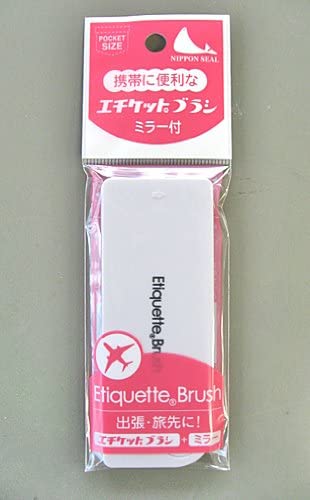 POCKET
SIZE
NIPPON SEAL
携帯に便利な
エチケット®ブラシ
ミラー付
Etiquette®Brush
Etiquette®Brush
出張・旅先に!
エチケットブラシ + ミラー